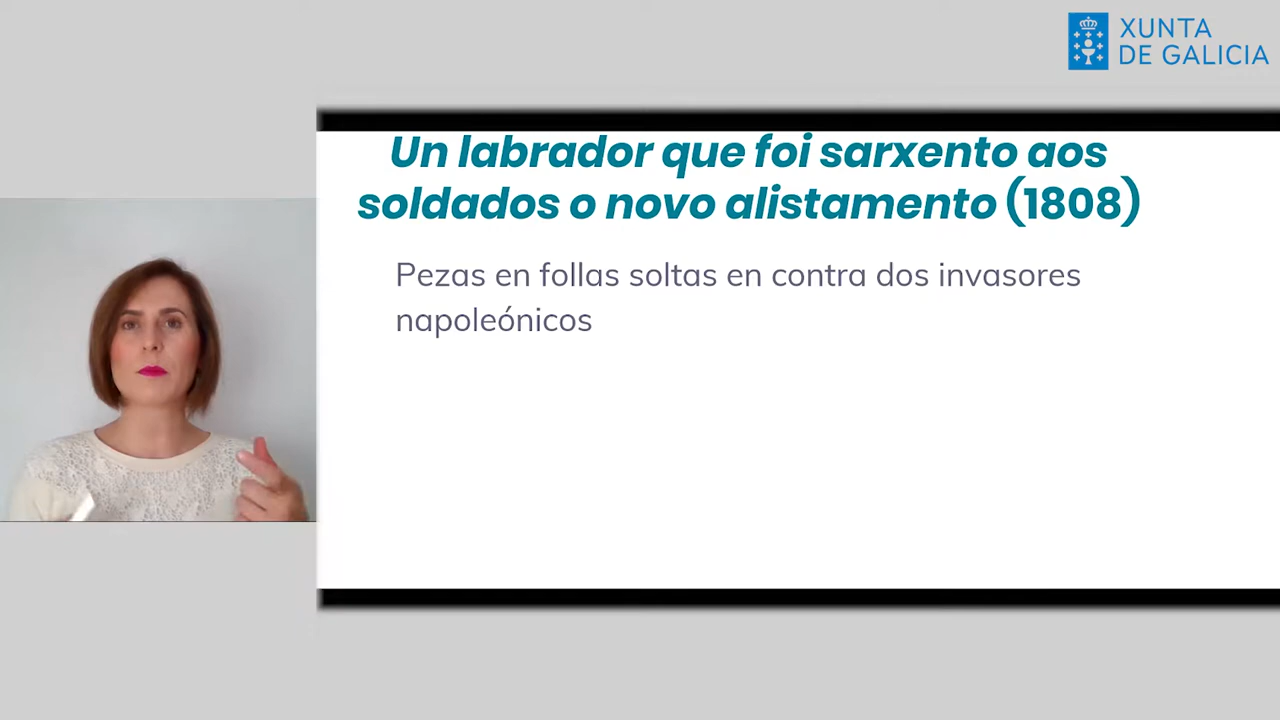 XUNTA
DE GALICIA
Un labrador que foi sarxento aos
soldados o novo alistamento (1808)
Pezas en follas soltas en contra dos invasores
napoleónicos